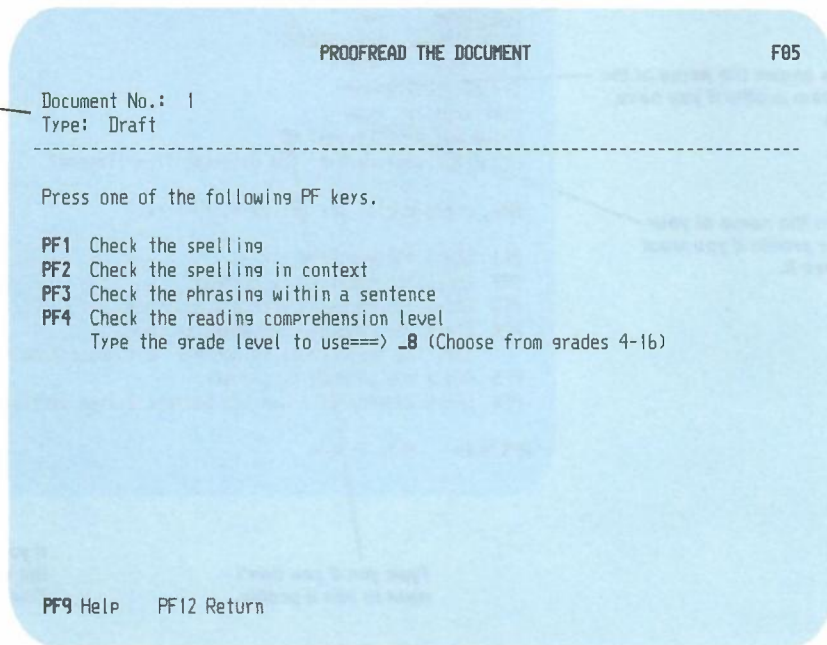 PROOFREAD THE DOCUMENT F05
Document No.: 1
Type: Draft
Press one of the following PF keys.
PF1 Check the spelling
PF2 Check the spelling in context
PF3 Check the phrasing within a sentence
PF4 Check the reading comprehension level
Type the grade level to use===> _8 (Choose from grades 4-16)
PF9 Help PF12 Return